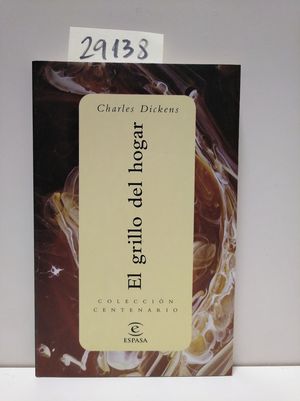 29138
Charles Dickens
El grillo del hogar
COLECCIÓN
CENTENARIO
ESPASA